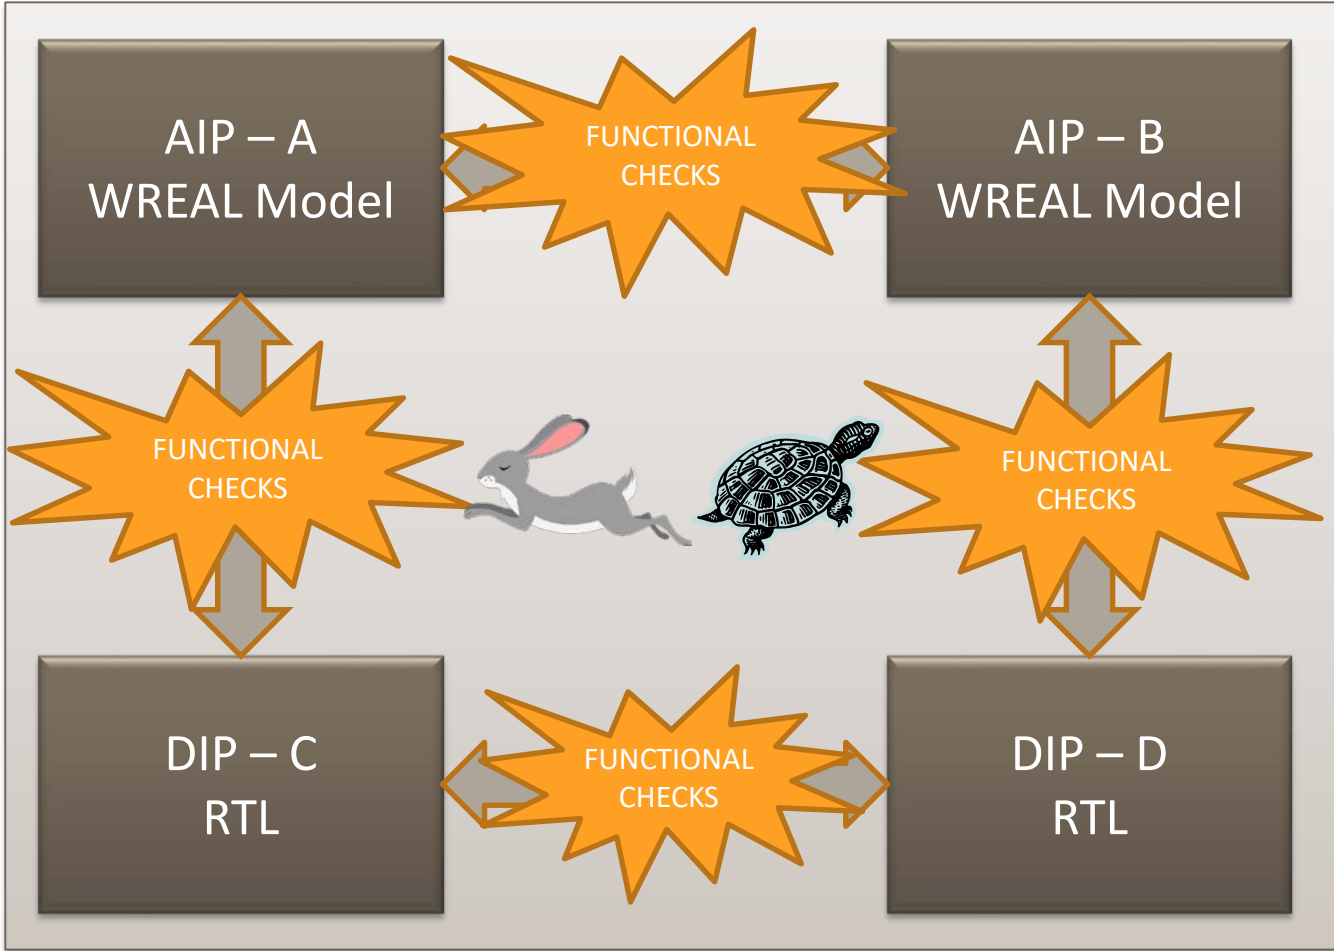 AIP – A
WREAL Model
FUNCTIONAL
CHECKS
AIP – B
WREAL Model
FUNCTIONAL
CHECKS
FUNCTIONAL
CHECKS
DIP – C
RTL
FUNCTIONAL
CHECKS
DIP – D
RTL